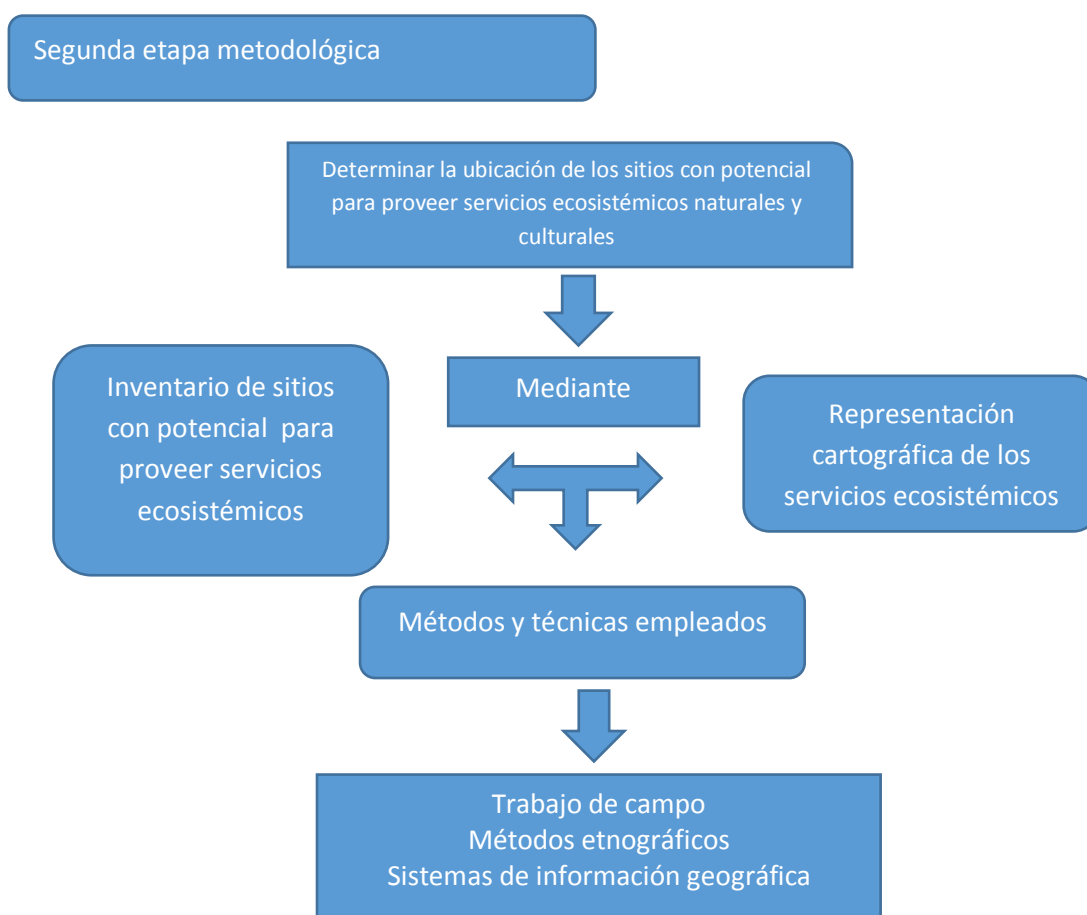 Segunda etapa metodológica
Determinar la ubicación de los sitios con potencial
para proveer servicios ecosistémicos naturales y
culturales
Mediante
Inventario de sitios
con potencial para
proveer servicios
ecosistémicos
Representación
cartográfica de los
servicios ecosistémicos
Métodos y técnicas empleados
Trabajo de campo
Métodos etnográficos
Sistemas de información geográfica